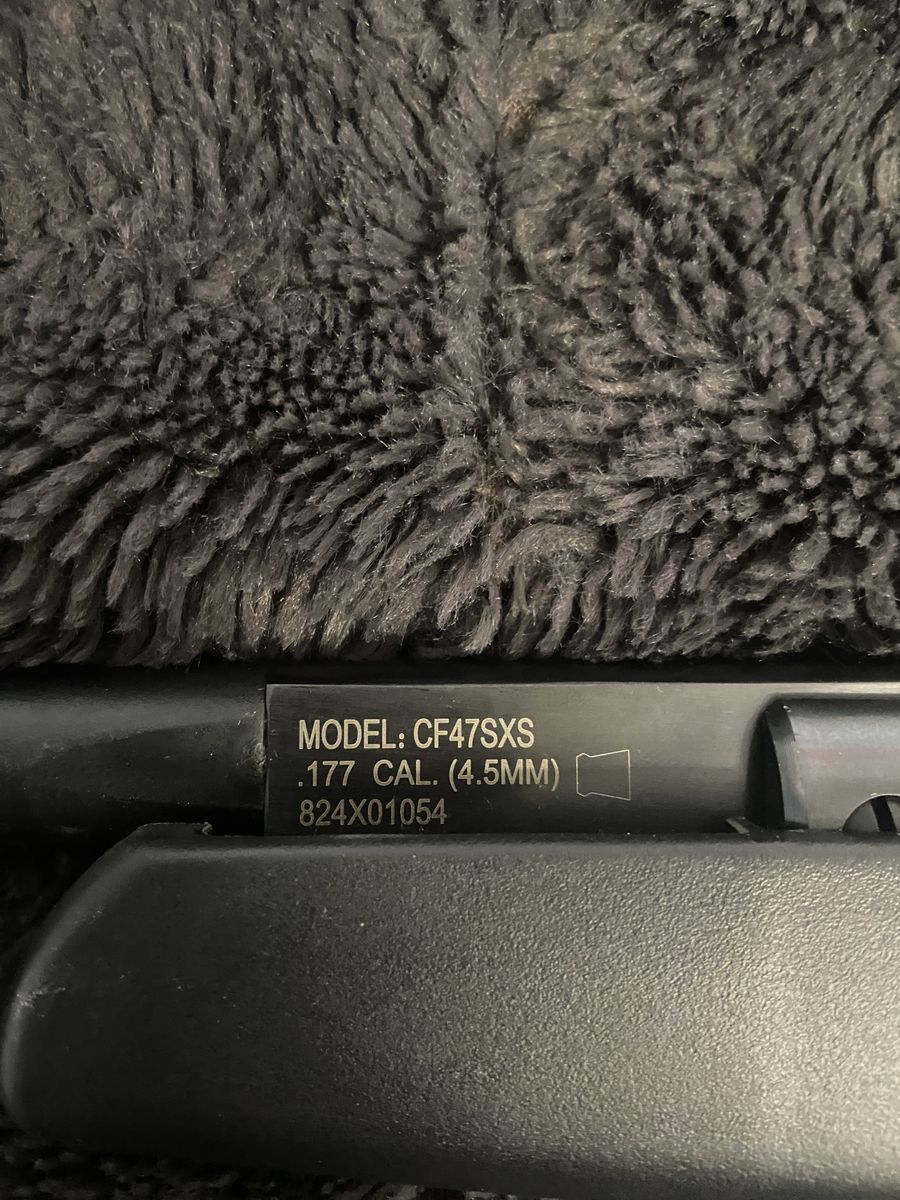 MODEL: CF47SXS
.177 CAL. (4.5MM)
824X01054